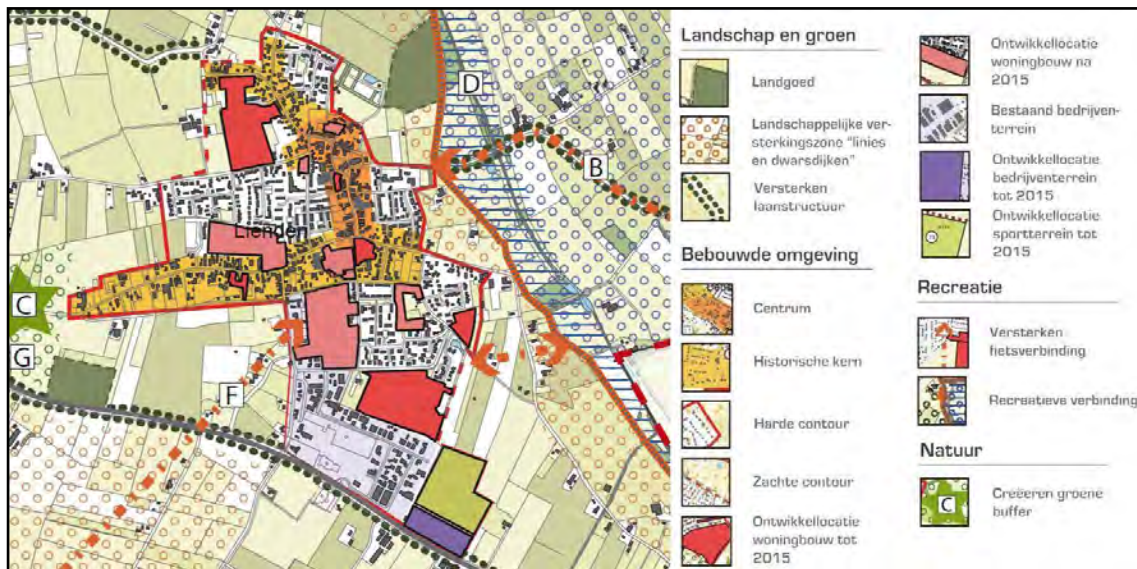 D
B
Lienden
C
G
F
Landschap en groen
Landgoed
Landschappelijke ver-
sterkingszone "linies
en dwarsdijken"
Versterken
laanstructuur
Bebouwde omgeving
Centrum
Historische kern
Harde contour
Zachte contour
Ontwikkellocatie
woningbouw tot
2015
Ontwikkellocatie
woningbouw na
2015
Bestaand bedrijven-
terrein
Ontwikkellocatie
bedrijventerrein
tot 2015
Ontwikkellocatie
sportterrein tot
2015
Recreatie
Versterken
fietsverbinding
Recreatieve verbinding
Natuur
C
Creëeren groene
buffer